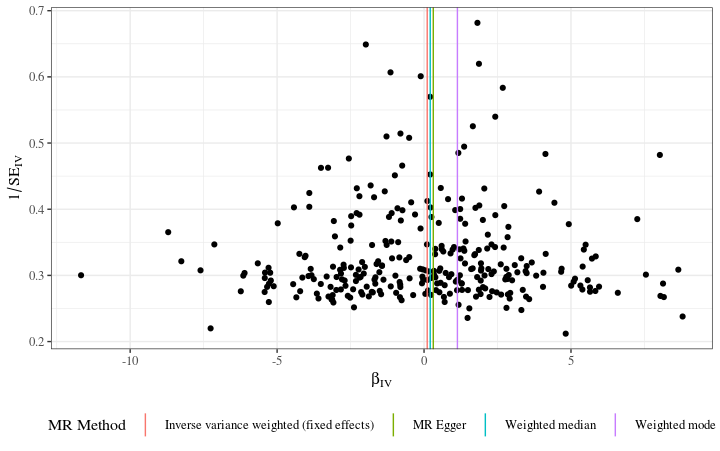 0.7
0.6
0.5
0.4
0.3
0.2
1/SE_IV
-10
-5
0
5
β_IV
MR Method
Inverse variance weighted (fixed effects)
MR Egger
Weighted median
Weighted mode